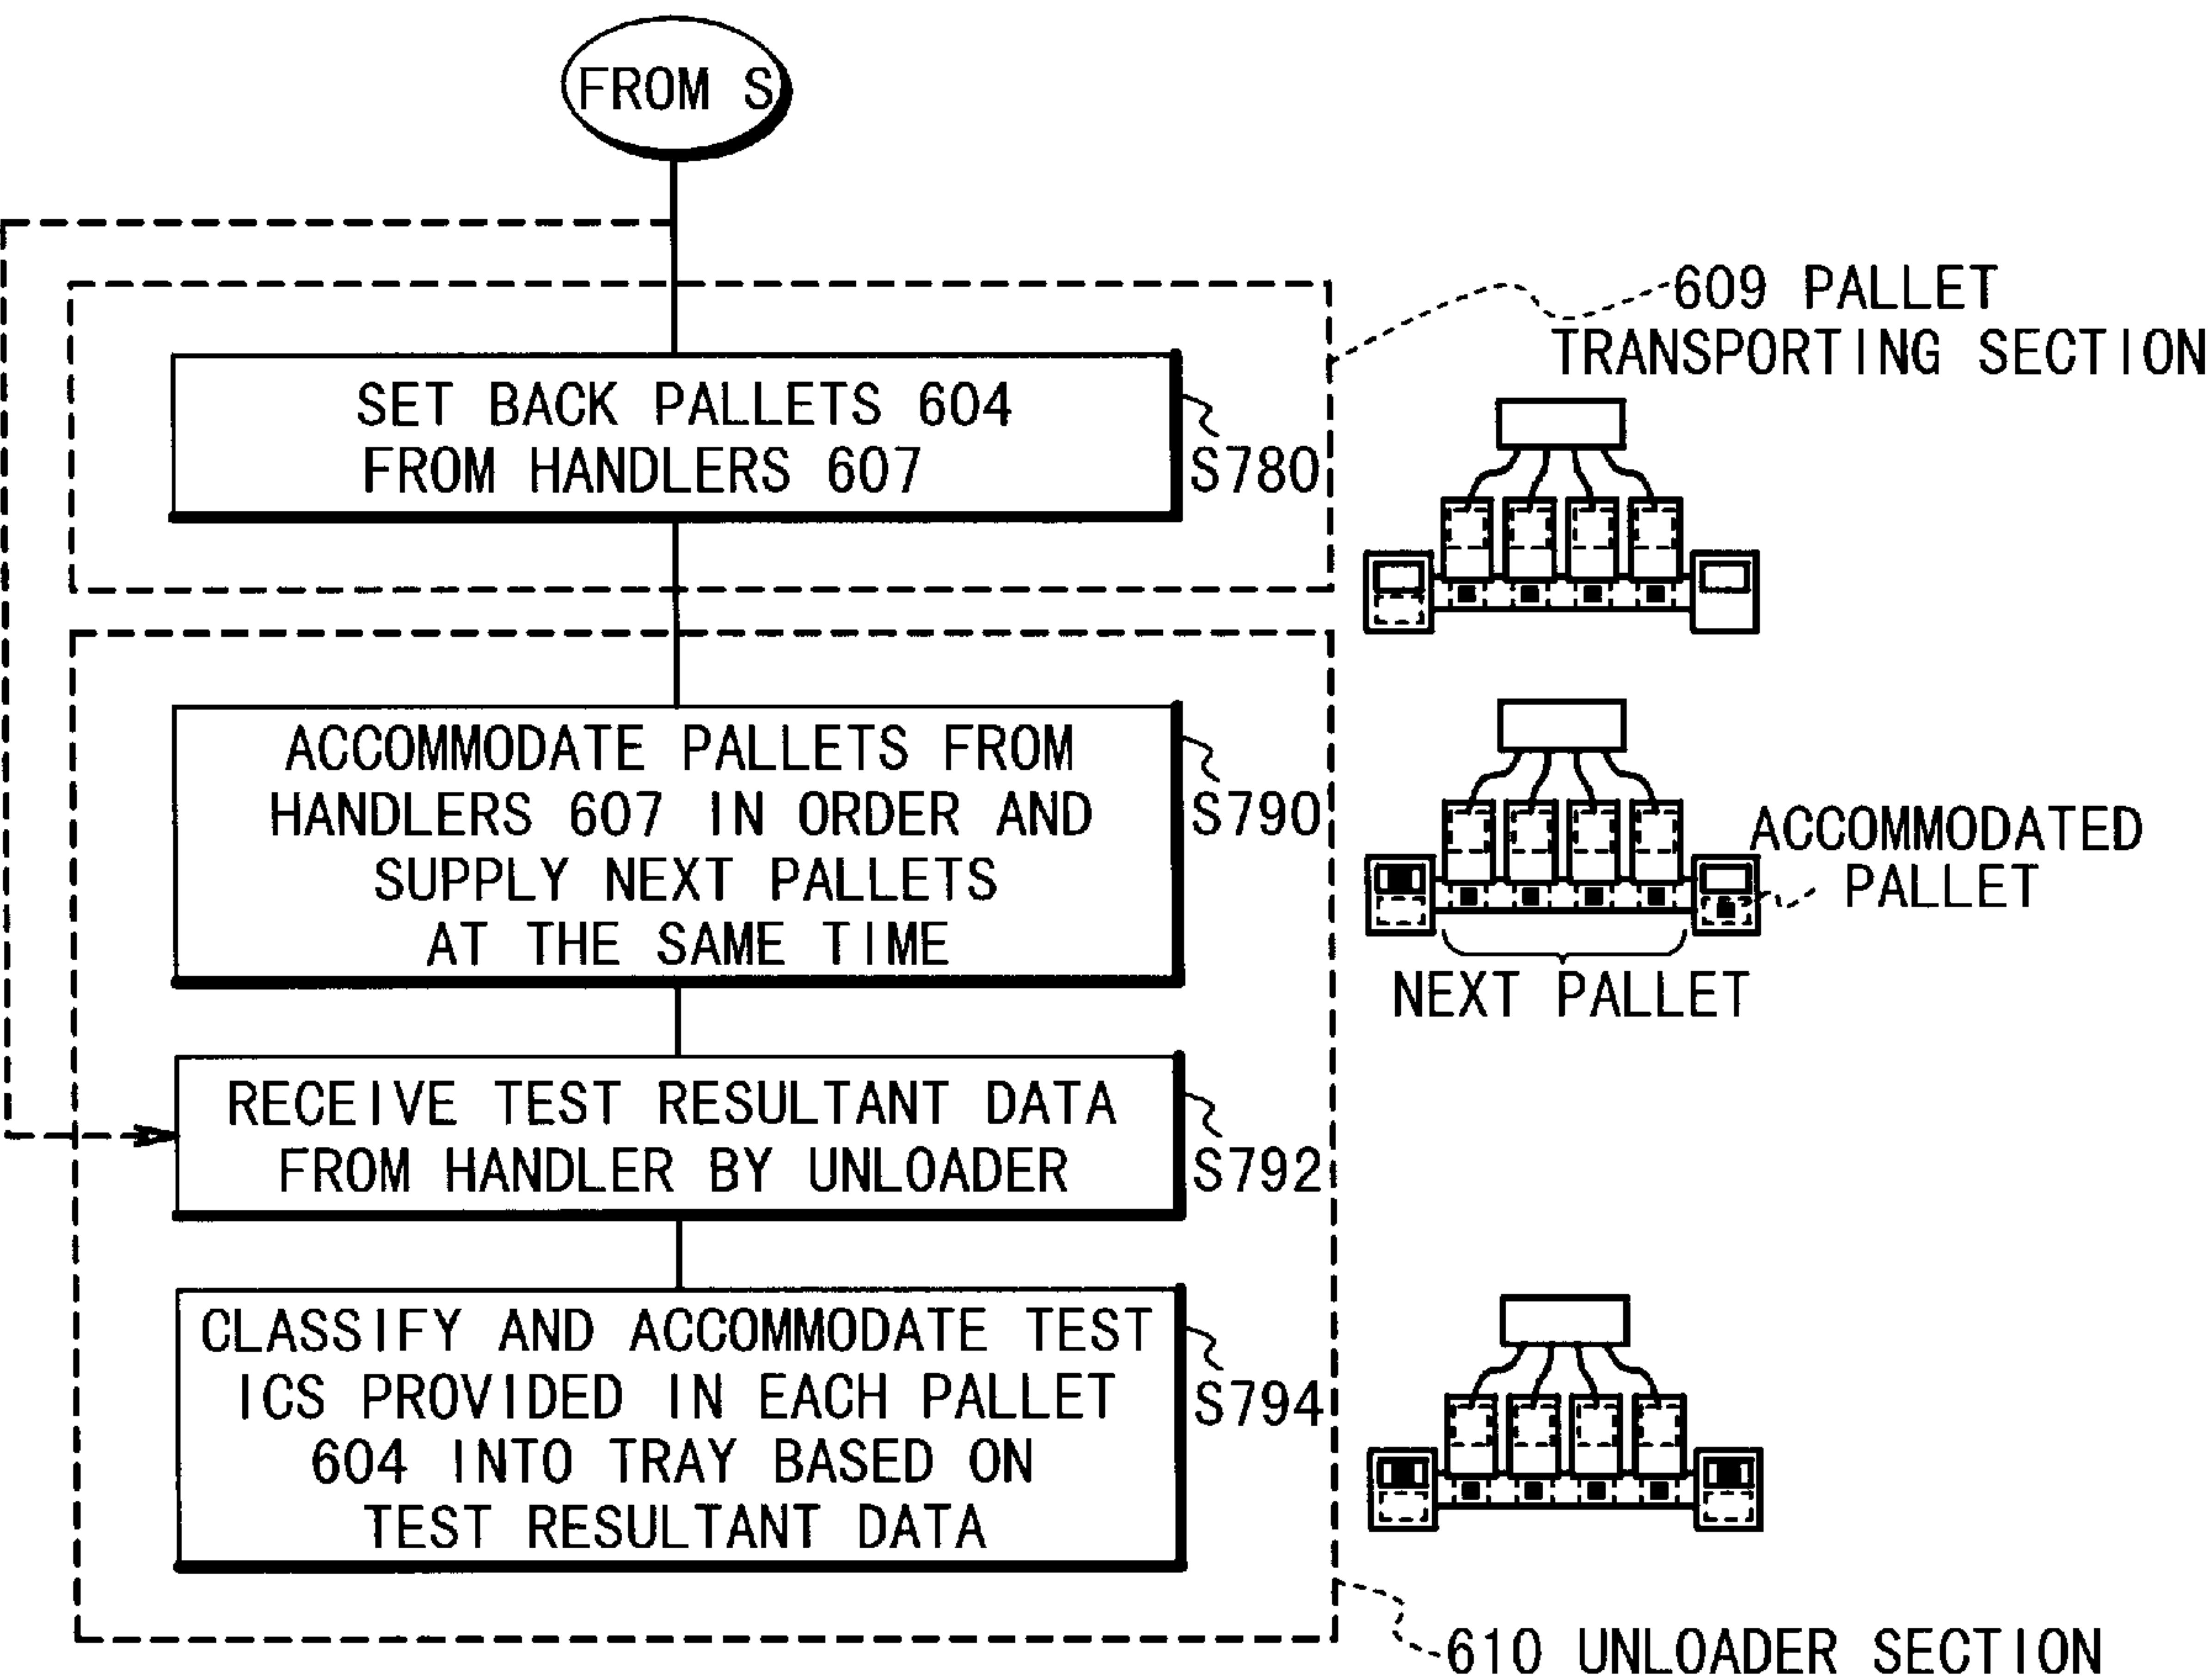 FROM S
609 PALLET
TRANSPORTING SECTION
SET BACK PALLETS 604
FROM HANDLERS 607
S780
ACCOMMODATE PALLETS FROM
HANDLERS 607 IN ORDER AND
SUPPLY NEXT PALLETS
AT THE SAME TIME
S790
ACCOMMODATED
PALLET
NEXT PALLET
RECEIVE TEST RESULTANT DATA
FROM HANDLER BY UNLOADER
S792
CLASSIFY AND ACCOMMODATE TEST
ICS PROVIDED IN EACH PALLET
604 INTO TRAY BASED ON
TEST RESULTANT DATA
S794
610 UNLOADER SECTION